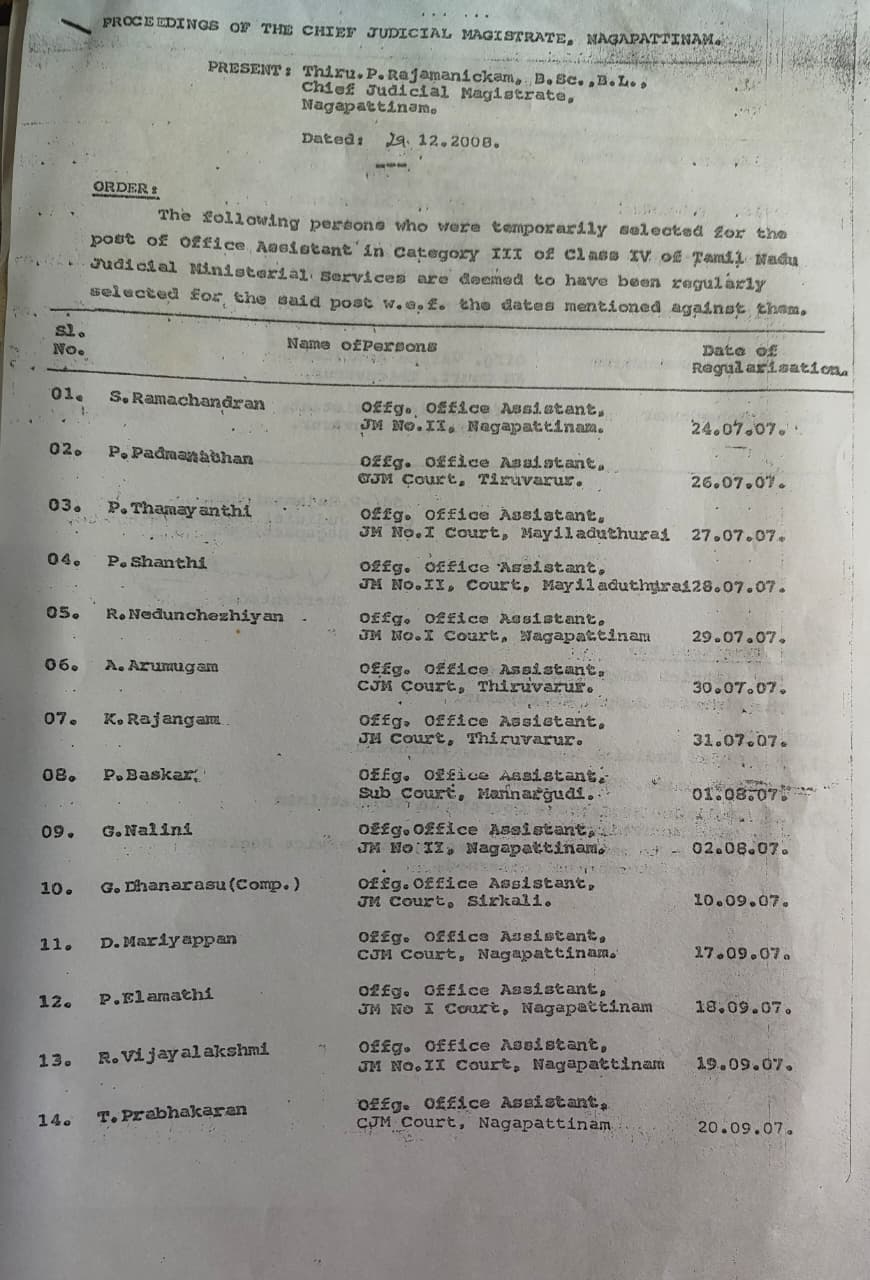 PROCEEDINGS OF THE CHIEF JUDICIAL MAGISTRATE, NAGAPATTINAM.
PRESENT: Thiru.P.Rajamanickam, B.Sc.,B.L.,
Chief Judicial Magistrate,
Nagapattinam.
Dated: 29.12.2008.
ORDER:
The following persons who were temporarily selected for the
post of Office Assistant in Category III of Class IV of Tamil Nadu
Judicial Ministerial Services are deemed to have been regularly
selected for the said post w.e.f. the dates mentioned against them.
Sl. No. Name ofPersons Date of Regularisation.
01. S.Ramachandran Offg. Office Assistant,
JM No.II, Nagapattinam. 24.07.07.
02. P.Padmanabhan Offg. Office Assistant,
CJM Court, Tiruvarur. 26.07.07.
03. P.Thamayanthi Offg. Office Assistant,
JM No.I Court, Mayiladuthurai 27.07.07.
04. P.Shanthi Offg. Office Assistant,
JM No.II, Court, Mayiladuthurai28.07.07.
05. R.Nedunchezhiyan Offg. Office Assistant,
JM No.I Court, Nagapattinam 29.07.07.
06. A.Arumugam Offg. Office Assistant,
CJM Court, Thiruvarur. 30.07.07.
07. K.Rajangam Offg. Office Assistant,
JM Court, Thiruvarur. 31.07.07.
08. P.Baskar Offg. Office Assistant,
Sub Court, Mannargudi. 01.08.07.
09. G.Nalini Offg.Office Assistant,
JM No II, Nagapattinam. 02.08.07.
10. G.Dhanarasu(Comp.) Offg.Office Assistant,
JM Court, Sirkali. 10.09.07.
11. D.Mariyappan Offg. Office Assistant,
CJM Court, Nagapattinam. 17.09.07.
12. P.Elamathi Offg. Office Assistant,
JM No I Court, Nagapattinam 18.09.07.
13. R.Vijayalakshmi Offg. Office Assistant,
JM No.II Court, Nagapattinam 19.09.07.
14. T.Prabhakaran Offg. Office Assistant,
CJM Court, Nagapattinam 20.09.07.